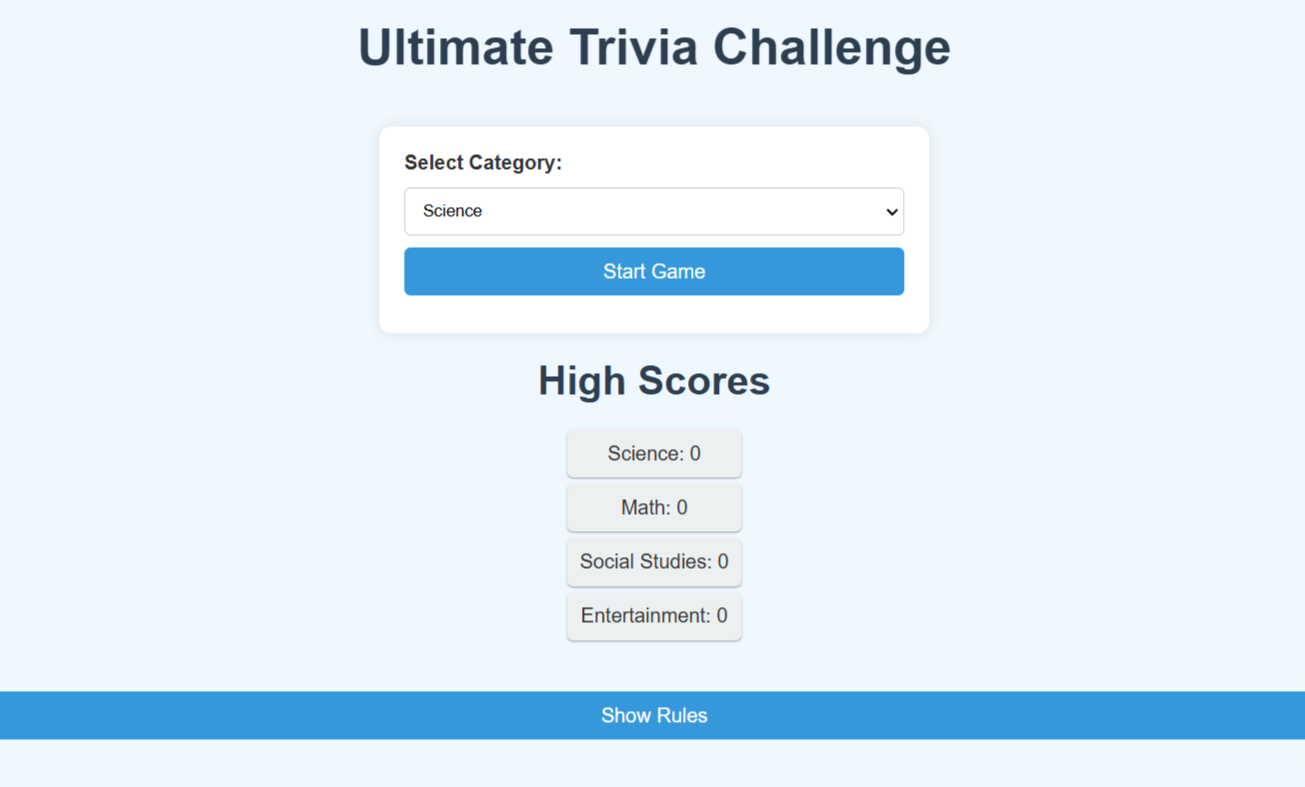 Ultimate Trivia Challenge
Select Category:
Science
Start Game
High Scores
Science: 0
Math: 0
Social Studies: 0
Entertainment: 0
Show Rules